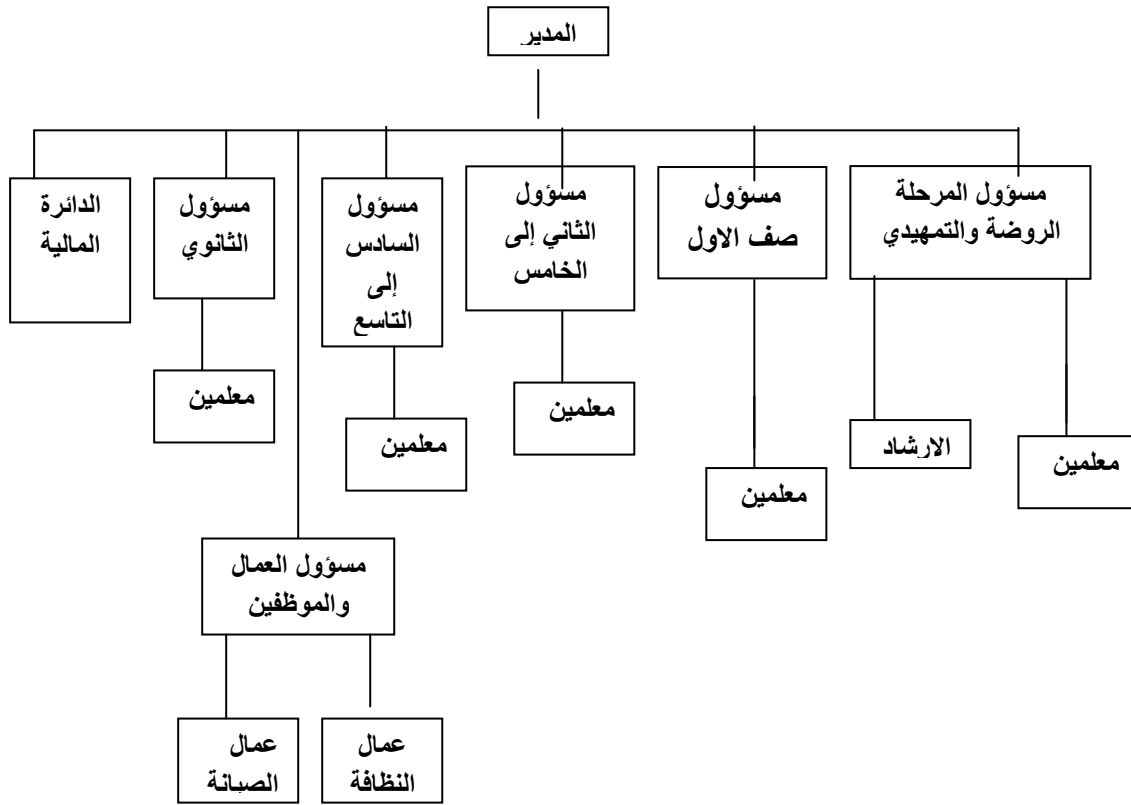 المدير
مسؤول المرحلة
الروضة والتمهيدي
مسؤول
صف الاول
مسؤول
الثاني إلى
الخامس
مسؤول
السادس
إلى
التاسع
مسؤول
الثانوي
الدائرة
المالية
معلمين
معلمين
معلمين
الارشاد
معلمين
معلمين
مسؤول العمال
والموظفين
عمال
النظافة
عمال
الصيانة